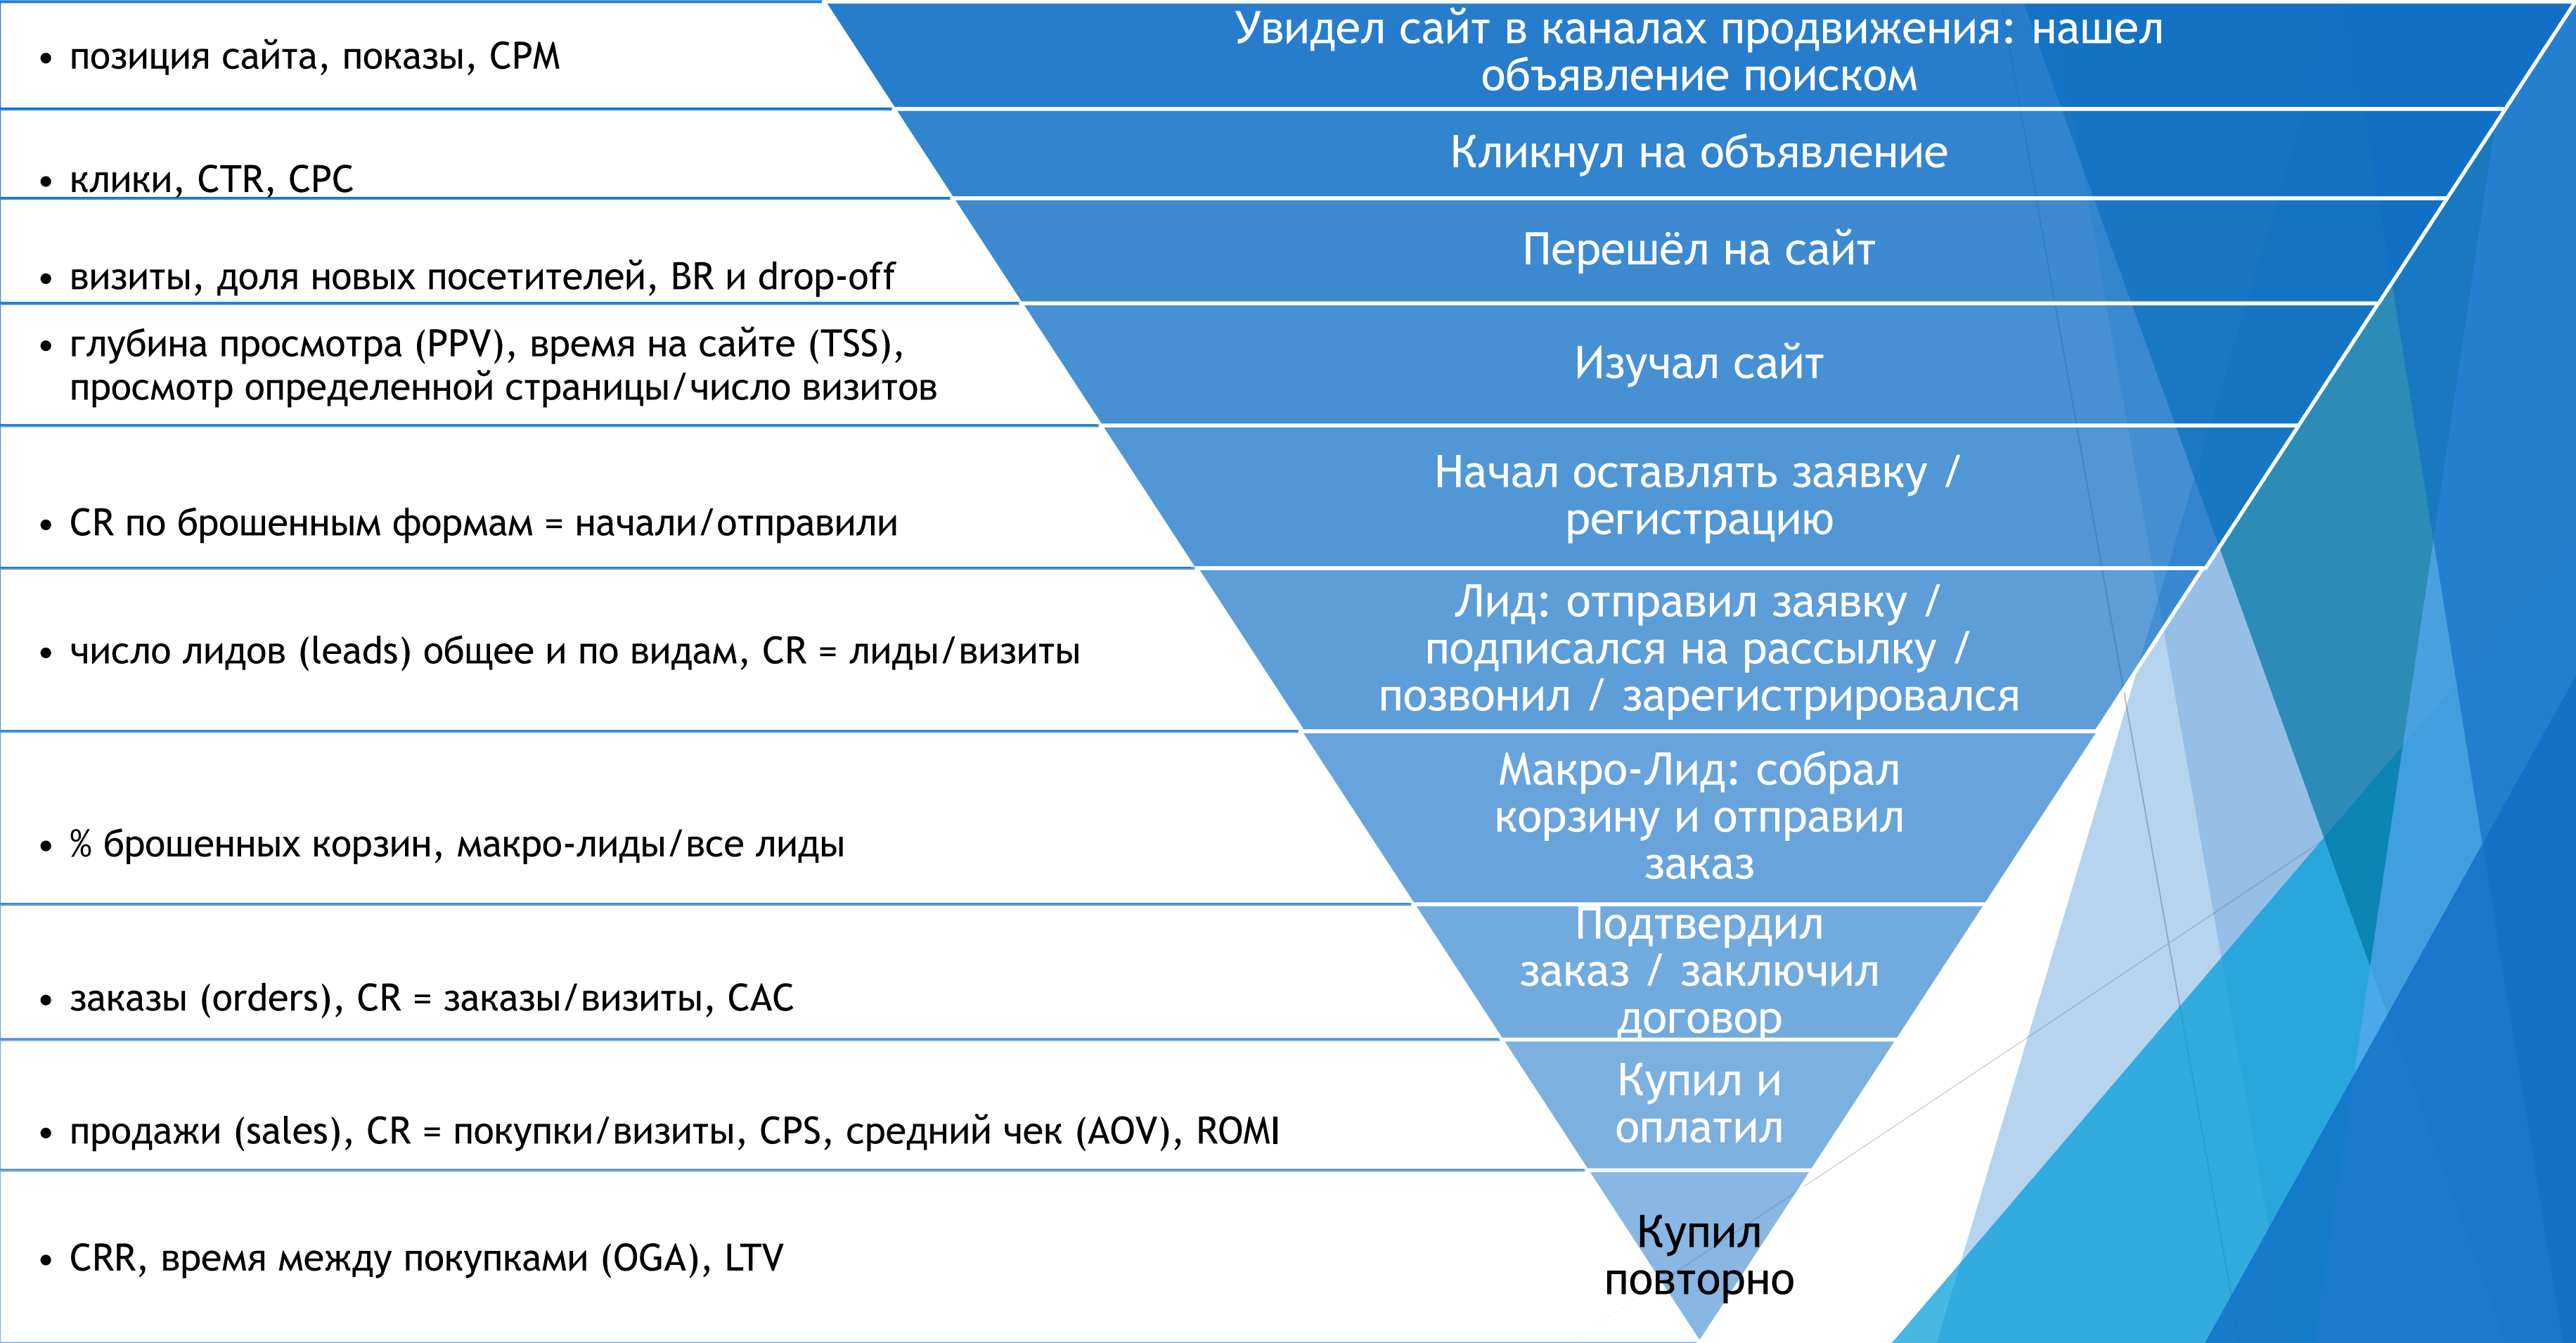 • позиция сайта, показы, CPM
Увидел сайт в каналах продвижения: нашел
объявление поиском
• клики, CTR, CPC
Кликнул на объявление
• визиты, доля новых посетителей, BR и drop-off
Перешёл на сайт
• глубина просмотра (PPV), время на сайте (TSS),
просмотр определенной страницы/число визитов
Изучал сайт
• CR по брошенным формам = начали/отправили
Начал оставлять заявку /
регистрацию
• число лидов (leads) общее и по видам, CR = лиды/визиты
Лид: отправил заявку /
подписался на рассылку /
позвонил / зарегистрировался
• % брошенных корзин, макро-лиды/все лиды
Макро-Лид: собрал
корзину и отправил
заказ
• заказы (orders), CR = заказы/визиты, CAC
Подтвердил
заказ / заключил
договор
• продажи (sales), CR = покупки/визиты, CPS, средний чек (AOV), ROMI
Купил и
оплатил
• CRR, время между покупками (OGA), LTV
Купил
повторно